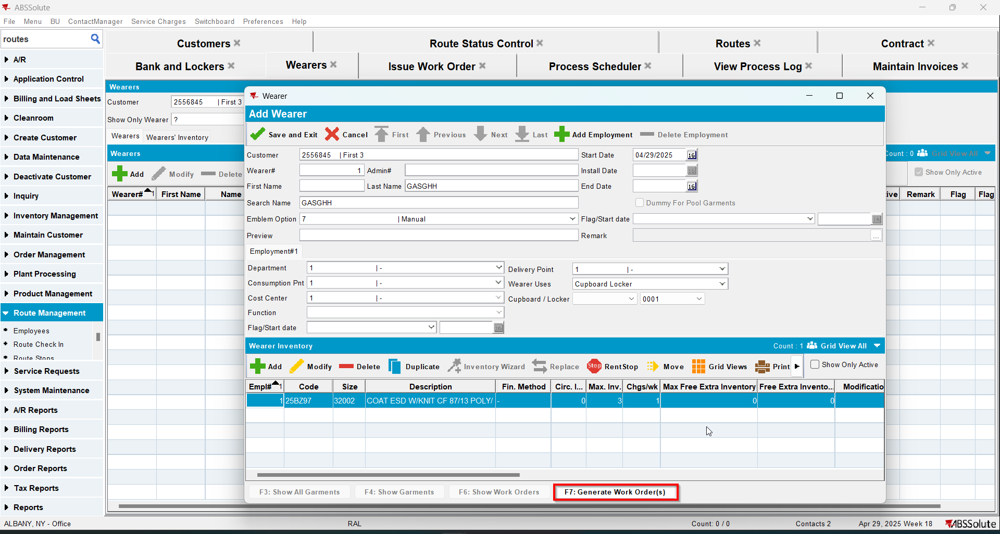 ABSSolute
File Menu BU ContactManager Service Charges Switchboard Preferences Help
routes
Customers Route Status Control Routes Contract
Bank and Lockers Wearers Issue Work Order Process Scheduler View Process Log Maintain Invoices
A/R
Application Control
Billing and Load Sheets
Cleanroom
Create Customer
Data Maintenance
Deactivate Customer
Inquiry
Inventory Management
Maintain Customer
Order Management
Plant Processing
Product Management
Route Management
Employees
Route Check In
Route Stops
Service Requests
System Maintenance
A/R Reports
Billing Reports
Delivery Reports
Order Reports
Tax Reports
Reports
Wearers
Customer 2556845 | First 3
Show Only Wearer ?
Wearers Wearers' Inventory
Wearers Count : 0 Grid View All
Add Modify Delete Show Only Active
Wearer# 1 First Name Name Remark Flag Flag
Wearer
Add Wearer
Save and Exit Cancel First Previous Next Last Add Employment Delete Employment
Customer 2556845 | First 3 Start Date 04/29/2025 16
Wearer# 1 Admin# Install Date 16
First Name Last Name GASGHH End Date 16
Search Name GASGHH Dummy For Pool Garments
Emblem Option 7 | Manual Flag/Start date 16
Preview Remark ...
Employment#1
Department 1 | - Delivery Point 1 | -
Consumption Pnt 1 | - Wearer Uses Cupboard Locker
Cost Center 1 | - Cupboard / Locker 0001
Function
Flag/Start date 16
Wearer Inventory Count : 1 Grid View All
Add Modify Delete Duplicate Inventory Wizard Replace Stop RentStop Move Grid Views Print Show Only Active
Empl# 1 Code Size Description Fin. Method Circ. I... Max. Inv. Chgs/wk Max Free Extra Inventory Free Extra Invento... Modificatio
1 25BZ97 32002 COAT ESD W/KNIT CF 87/13 POLY/ - 0 3 1 0 0
F3: Show All Garments F4: Show Garments F6: Show Work Orders F7: Generate Work Order(s)
ALBANY, NY - Office RAL Count: 0 / 0 Contacts 2 Apr 29, 2025 Week 18 ABSSolute